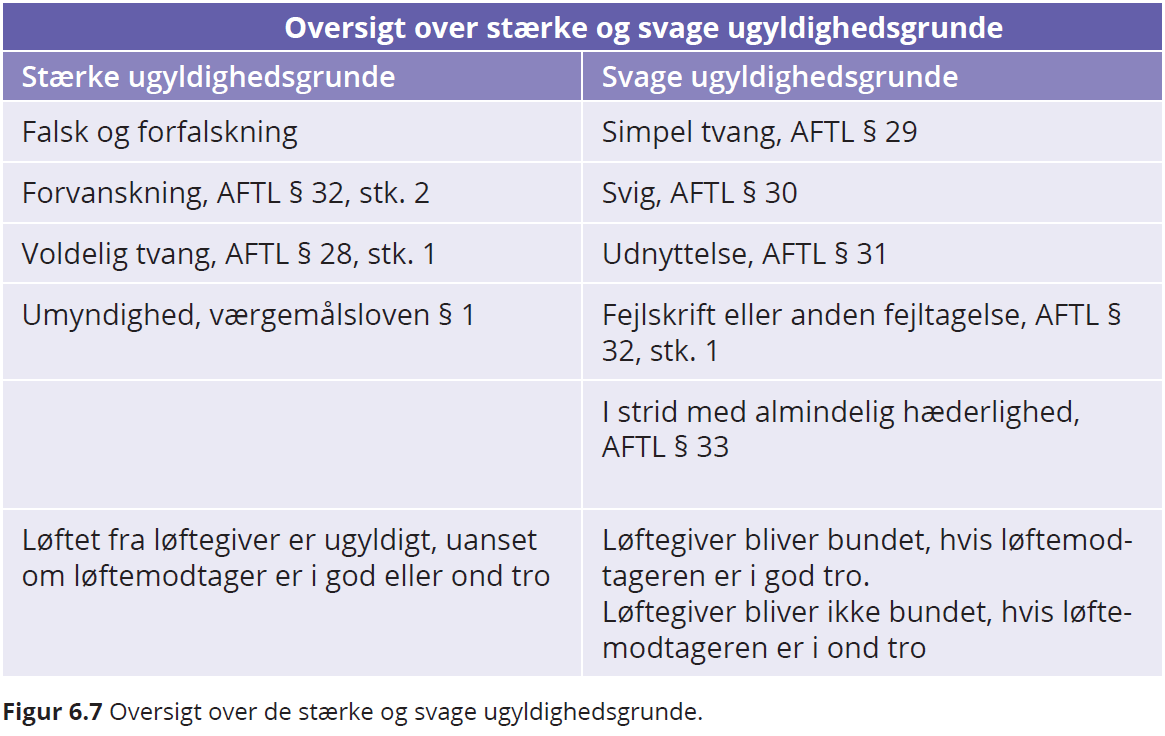 Oversigt over stærke og svage ugyldighedsgrunde
Stærke ugyldighedsgrunde
Svage ugyldighedsgrunde
Falsk og forfalskning
Simpel tvang, AFTL § 29
Forvanskning, AFTL § 32, stk. 2
Svig, AFTL § 30
Voldelig tvang, AFTL § 28, stk. 1
Udnyttelse, AFTL § 31
Umyndighed, værgemålsloven § 1
Fejlskrift eller anden fejltagelse, AFTL §
32, stk. 1
I strid med almindelig hæderlighed,
AFTL § 33
Løftet fra løftegiver er ugyldigt, uanset
om løftemodtager er i god eller ond tro
Løftegiver bliver bundet, hvis løftemod-
tageren er i god tro.
Løftegiver bliver ikke bundet, hvis løfte-
modtageren er i ond tro
Figur 6.7 Oversigt over de stærke og svage ugyldighedsgrunde.